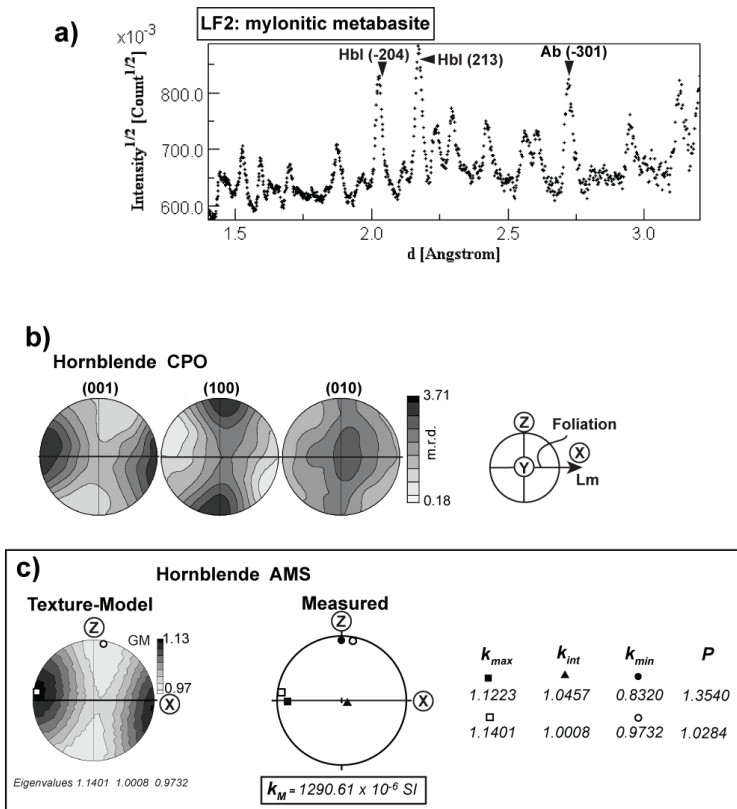 LF2: mylonitic metabasite
a)
x10⁻³
Hbl (-204)
Hbl (213)
Ab (-301)
Intensity^1/2 [Count^1/2]
800.0
700.0
600.0
1.5 2.0 2.5 3.0
d [Angstrom]
b)
Hornblende CPO
(001) (100) (010)
3.71
m.r.d.
0.18
Z
Foliation
X
Y
Lm
c)
Hornblende AMS
Texture-Model Measured
Z Z
GM 1.13
0.97
X X
kmax kint kmin P
1.1223 1.0457 0.8320 1.3540
1.1401 1.0008 0.9732 1.0284
Eigenvalues 1.1401 1.0008 0.9732
kM = 1290.61 x 10⁻⁶ SI